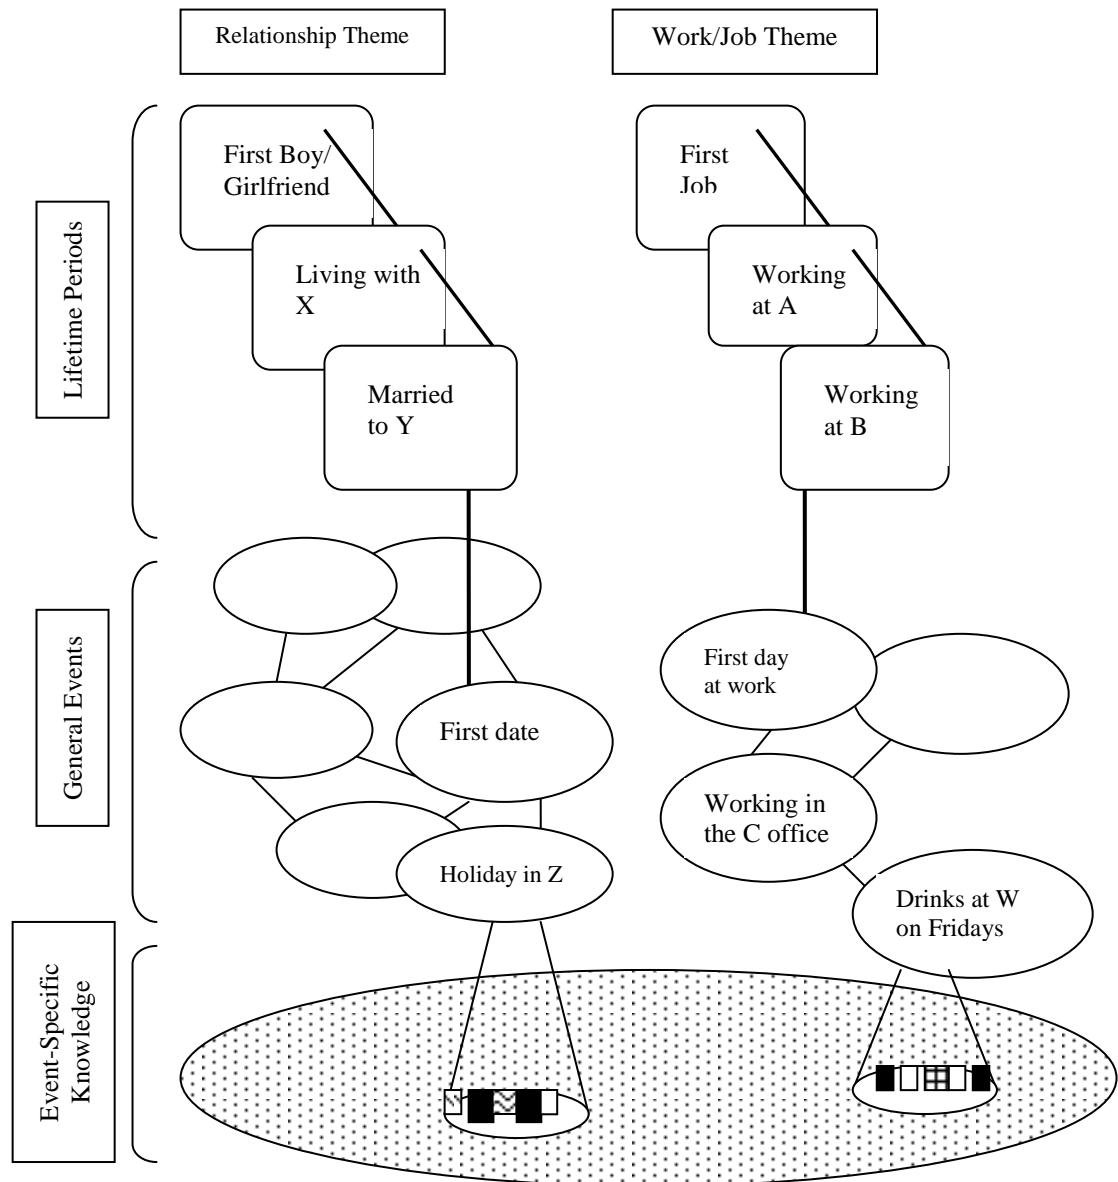 Relationship Theme
Work/Job Theme
Lifetime Periods
First Boy/
Girlfriend
Living with
X
Married
to Y
First
Job
Working
at A
Working
at B
General Events
First date
Holiday in Z
First day
at work
Working in
the C office
Drinks at W
on Fridays
Event-Specific
Knowledge